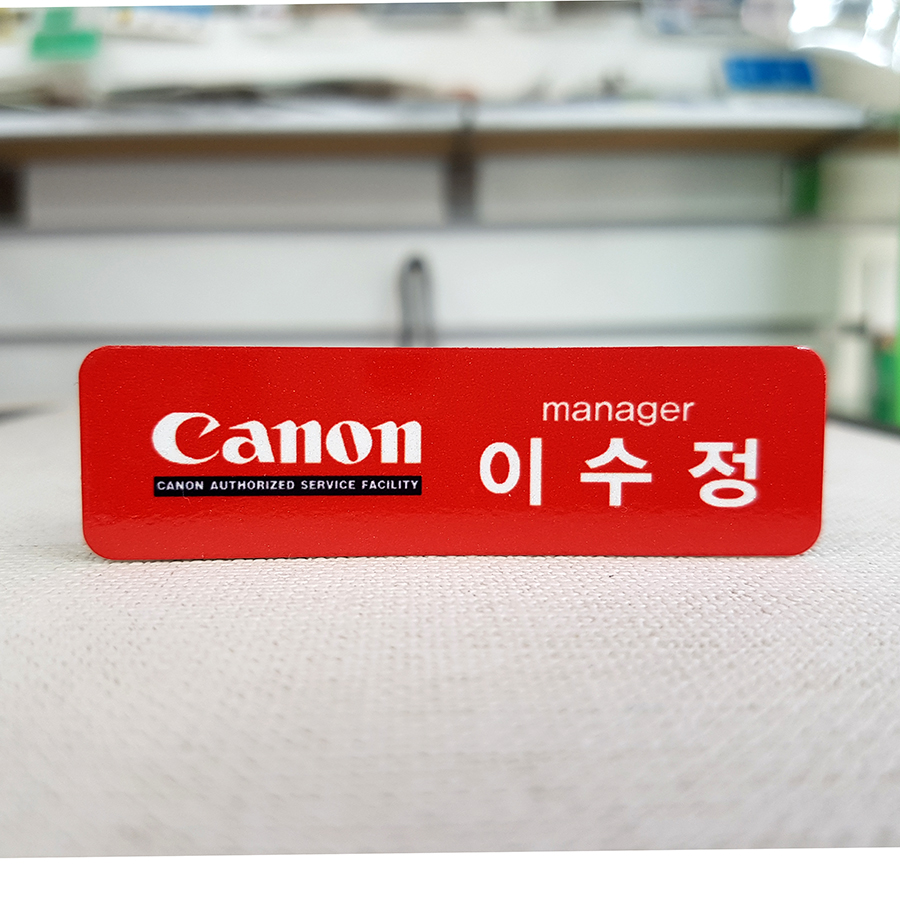 Canon
CANON AUTHORIZED SERVICE FACILITY
manager
이수정